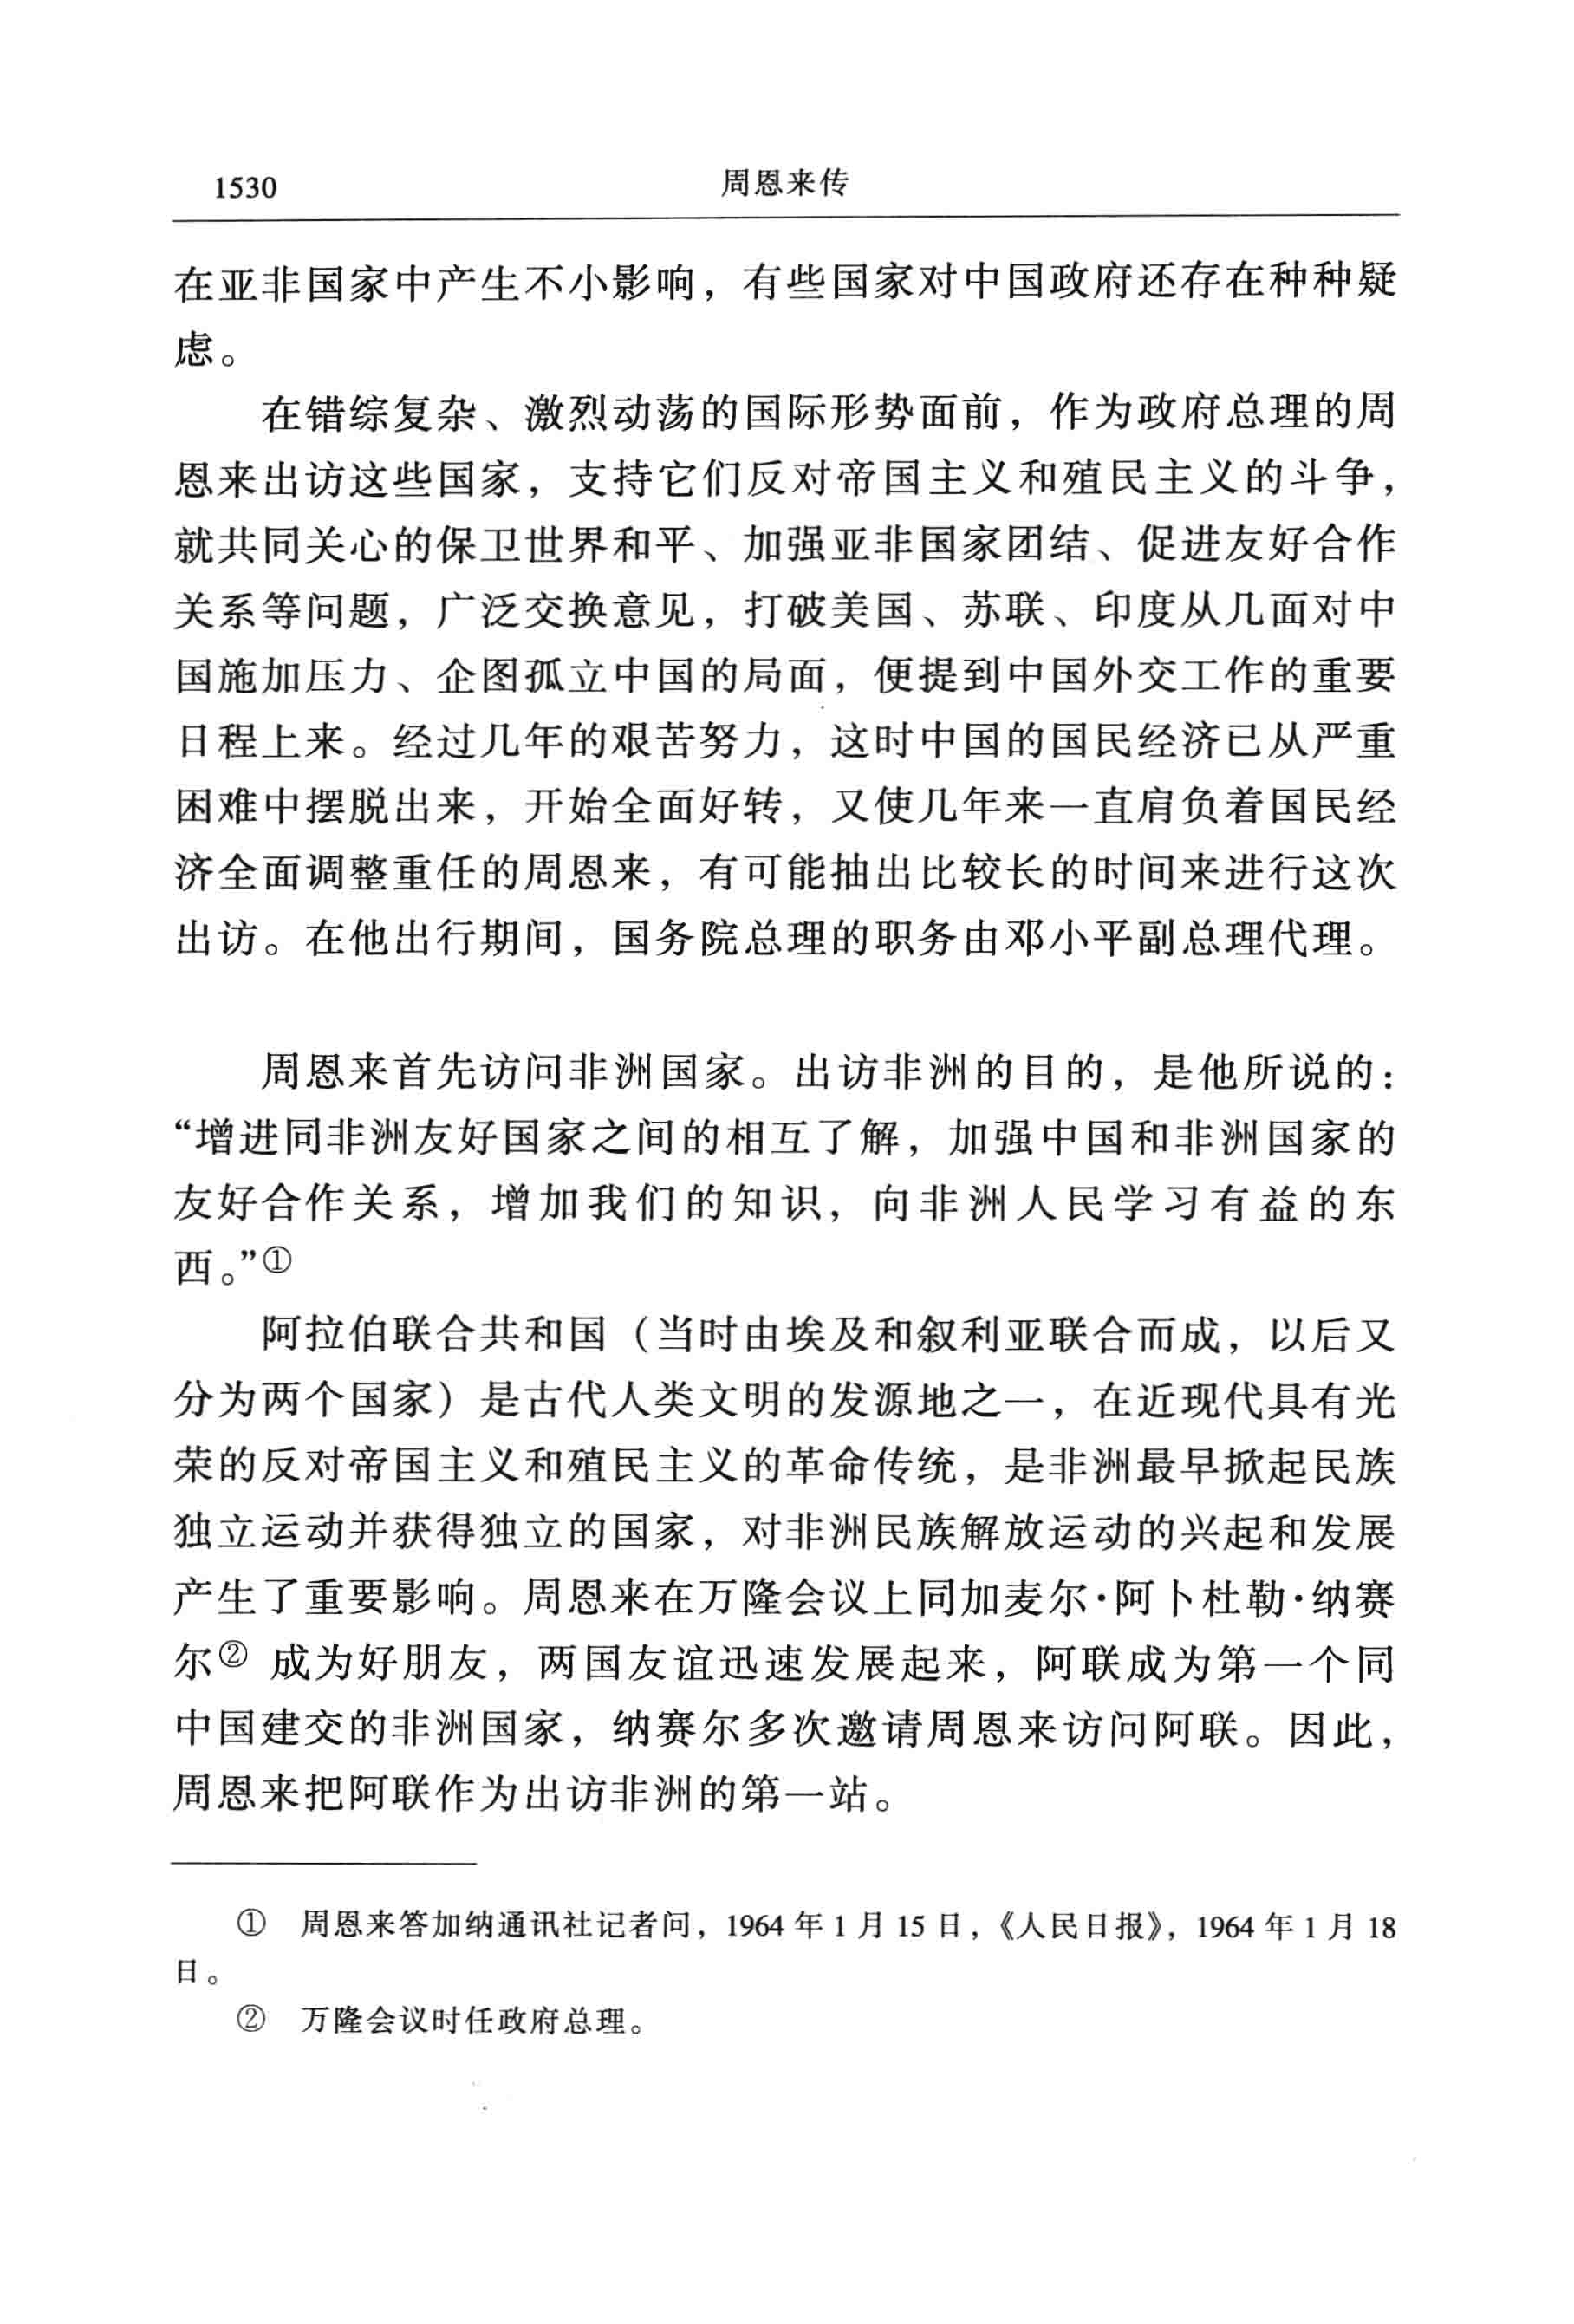 1530
周恩来传
在亚非国家中产生不小影响，有些国家对中国政府还存在种种疑
虑。
在错综复杂、激烈动荡的国际形势面前，作为政府总理的周
恩来出访这些国家，支持它们反对帝国主义和殖民主义的斗争，
就共同关心的保卫世界和平、加强亚非国家团结、促进友好合作
关系等问题，广泛交换意见，打破美国、苏联、印度从几面对中
国施加压力、企图孤立中国的局面，便提到中国外交工作的重要
日程上来。经过几年的艰苦努力，这时中国的国民经济已从严重
困难中摆脱出来，开始全面好转，又使几年来一直肩负着国民经
济全面调整重任的周恩来，有可能抽出比较长的时间来进行这次
出访。在他出行期间，国务院总理的职务由邓小平副总理代理。
周恩来首先访问非洲国家。出访非洲的目的，是他所说的：
“增进同非洲友好国家之间的相互了解，加强中国和非洲国家的
友好合作关系，增加我们的知识，向非洲人民学习有益的东
西。”①
阿拉伯联合共和国（当时由埃及和叙利亚联合而成，以后又
分为两个国家）是古代人类文明的发源地之一，在近现代具有光
荣的反对帝国主义和殖民主义的革命传统，是非洲最早掀起民族
独立运动并获得独立的国家，对非洲民族解放运动的兴起和发展
产生了重要影响。周恩来在万隆会议上同加麦尔·阿卜杜勒·纳赛
尔② 成为好朋友，两国友谊迅速发展起来，阿联成为第一个同
中国建交的非洲国家，纳赛尔多次邀请周恩来访问阿联。因此，
周恩来把阿联作为出访非洲的第一站。
① 周恩来答加纳通讯社记者问，1964 年 1 月 15 日，《人民日报》，1964 年 1 月 18
日。
② 万隆会议时任政府总理。